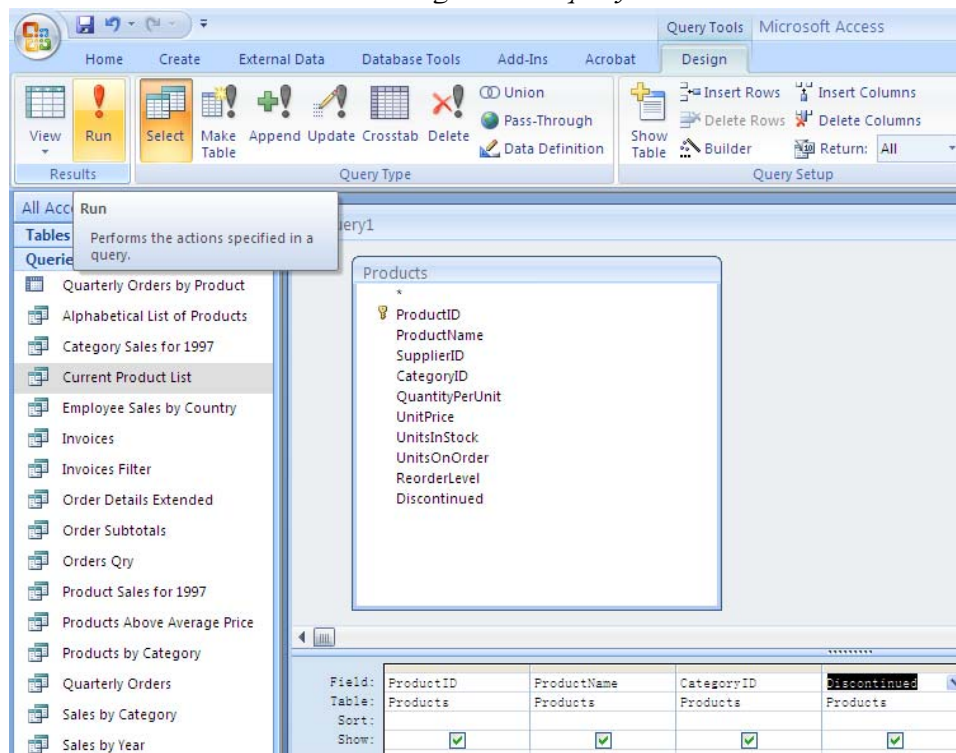 Query Tools Microsoft Access
Home Create External Data Database Tools Add-Ins Acrobat Design
View Run Select Make Table Append Update Crosstab Delete
Union
Pass-Through
Data Definition
Show Table
Insert Rows
Delete Rows
Builder
Insert Columns
Delete Columns
Return: All
Results Query Type Query Setup
All Acc
Run
Performs the actions specified in a
query.
Tables
Querie
ery1
Products
*
ProductID
ProductName
SupplierID
CategoryID
QuantityPerUnit
UnitPrice
UnitsInStock
UnitsOnOrder
ReorderLevel
Discontinued
Quarterly Orders by Product
Alphabetical List of Products
Category Sales for 1997
Current Product List
Employee Sales by Country
Invoices
Invoices Filter
Order Details Extended
Order Subtotals
Orders Qry
Product Sales for 1997
Products Above Average Price
Products by Category
Quarterly Orders
Sales by Category
Sales by Year
Field: ProductID ProductName CategoryID Discontinued
Table: Products Products Products Products
Sort:
Show: